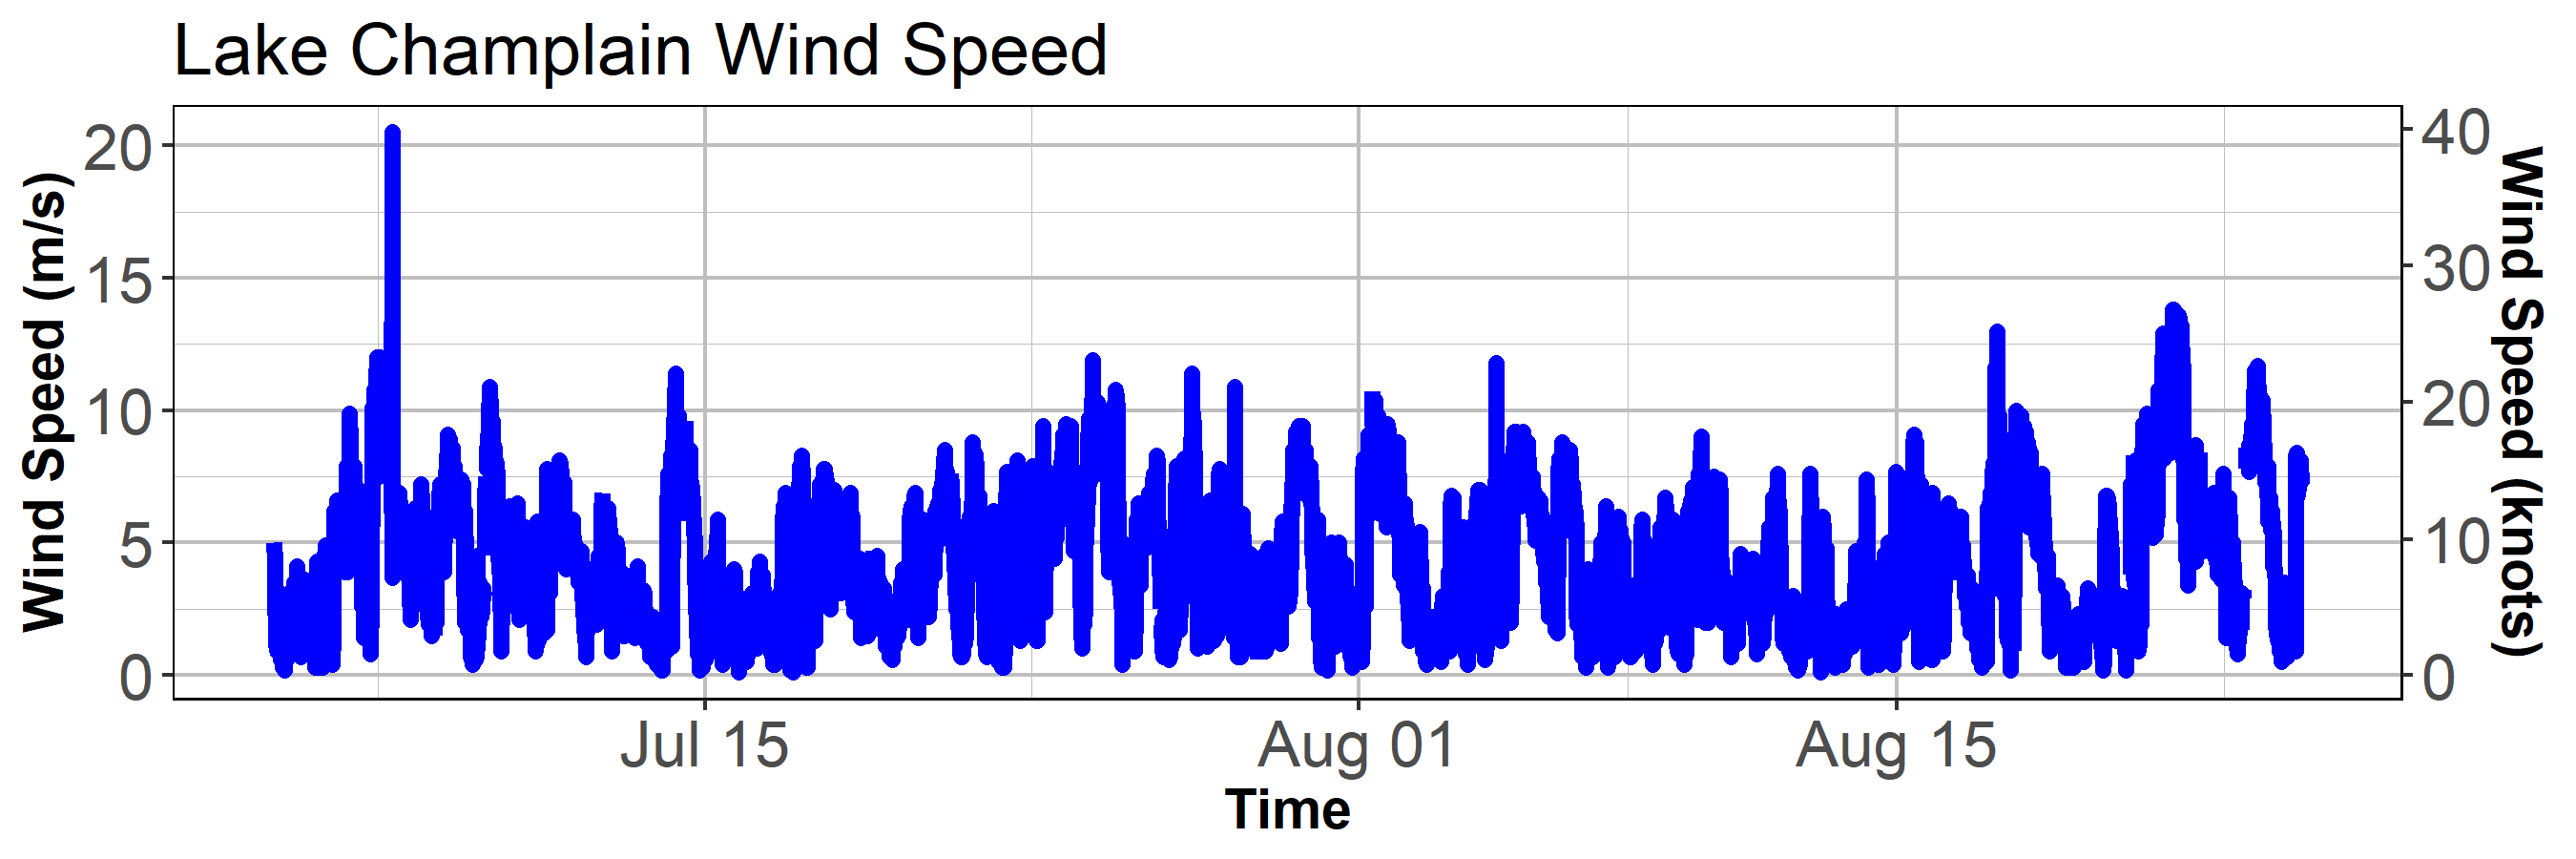 Lake Champlain Wind Speed
Wind Speed (m/s)
20
15
10
5
0
40
30
20
10
0
Wind Speed (knots)
Jul 15
Aug 01
Aug 15
Time